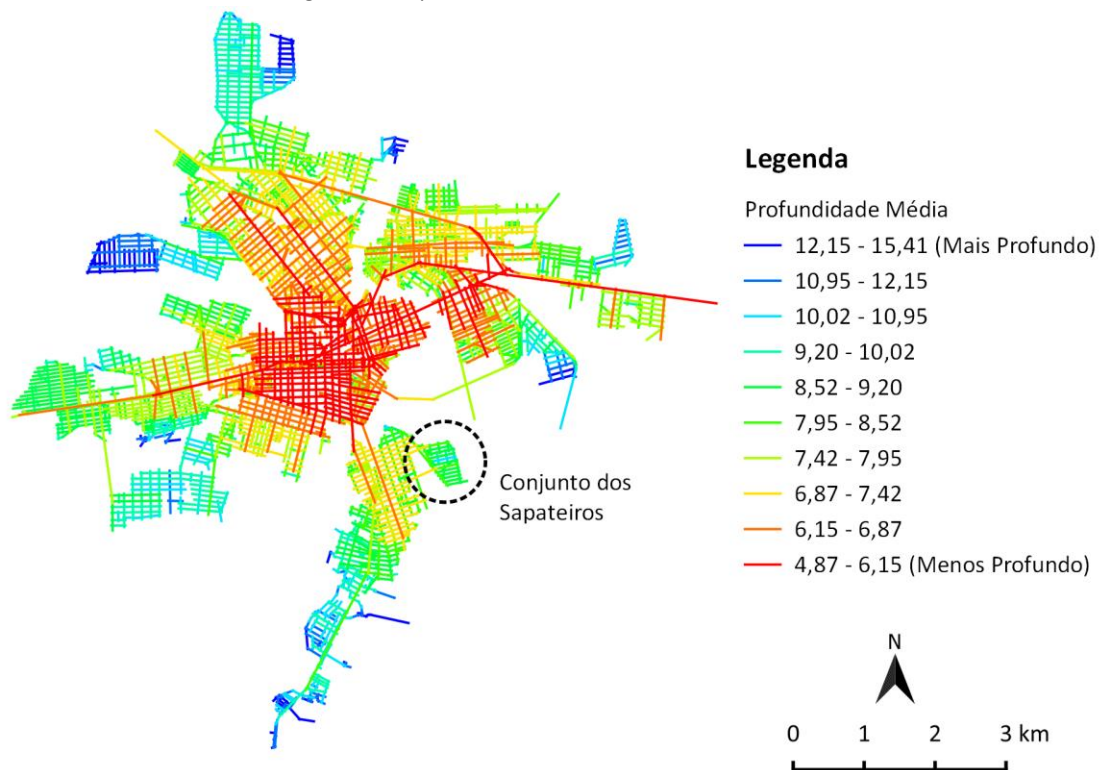 Legenda
Profundidade Média
12,15 - 15,41 (Mais Profundo)
10,95 - 12,15
10,02 - 10,95
9,20 - 10,02
8,52 - 9,20
7,95 - 8,52
7,42 - 7,95
6,87 - 7,42
6,15 - 6,87
4,87 - 6,15 (Menos Profundo)
Conjunto dos
Sapateiros
N
0 1 2 3 km